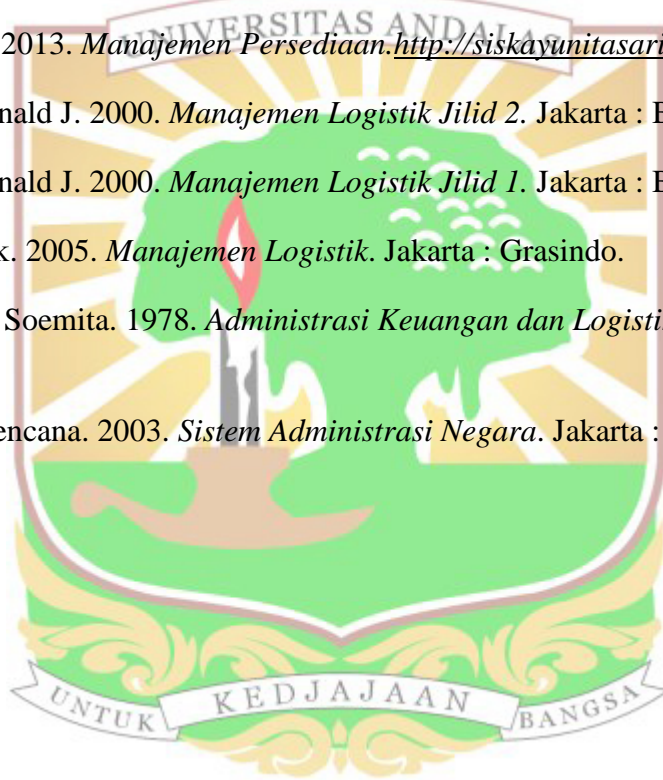 UNIVERSITAS ANDALAS
2013. Manajemen Persediaan.http://siskayunitasari
nald J. 2000. Manajemen Logistik Jilid 2. Jakarta : B
nald J. 2000. Manajemen Logistik Jilid 1. Jakarta : B
k. 2005. Manajemen Logistik. Jakarta : Grasindo.
Soemita. 1978. Administrasi Keuangan dan Logisti
encana. 2003. Sistem Administrasi Negara. Jakarta :
UNTUK KEDJAJAAN BANGSA